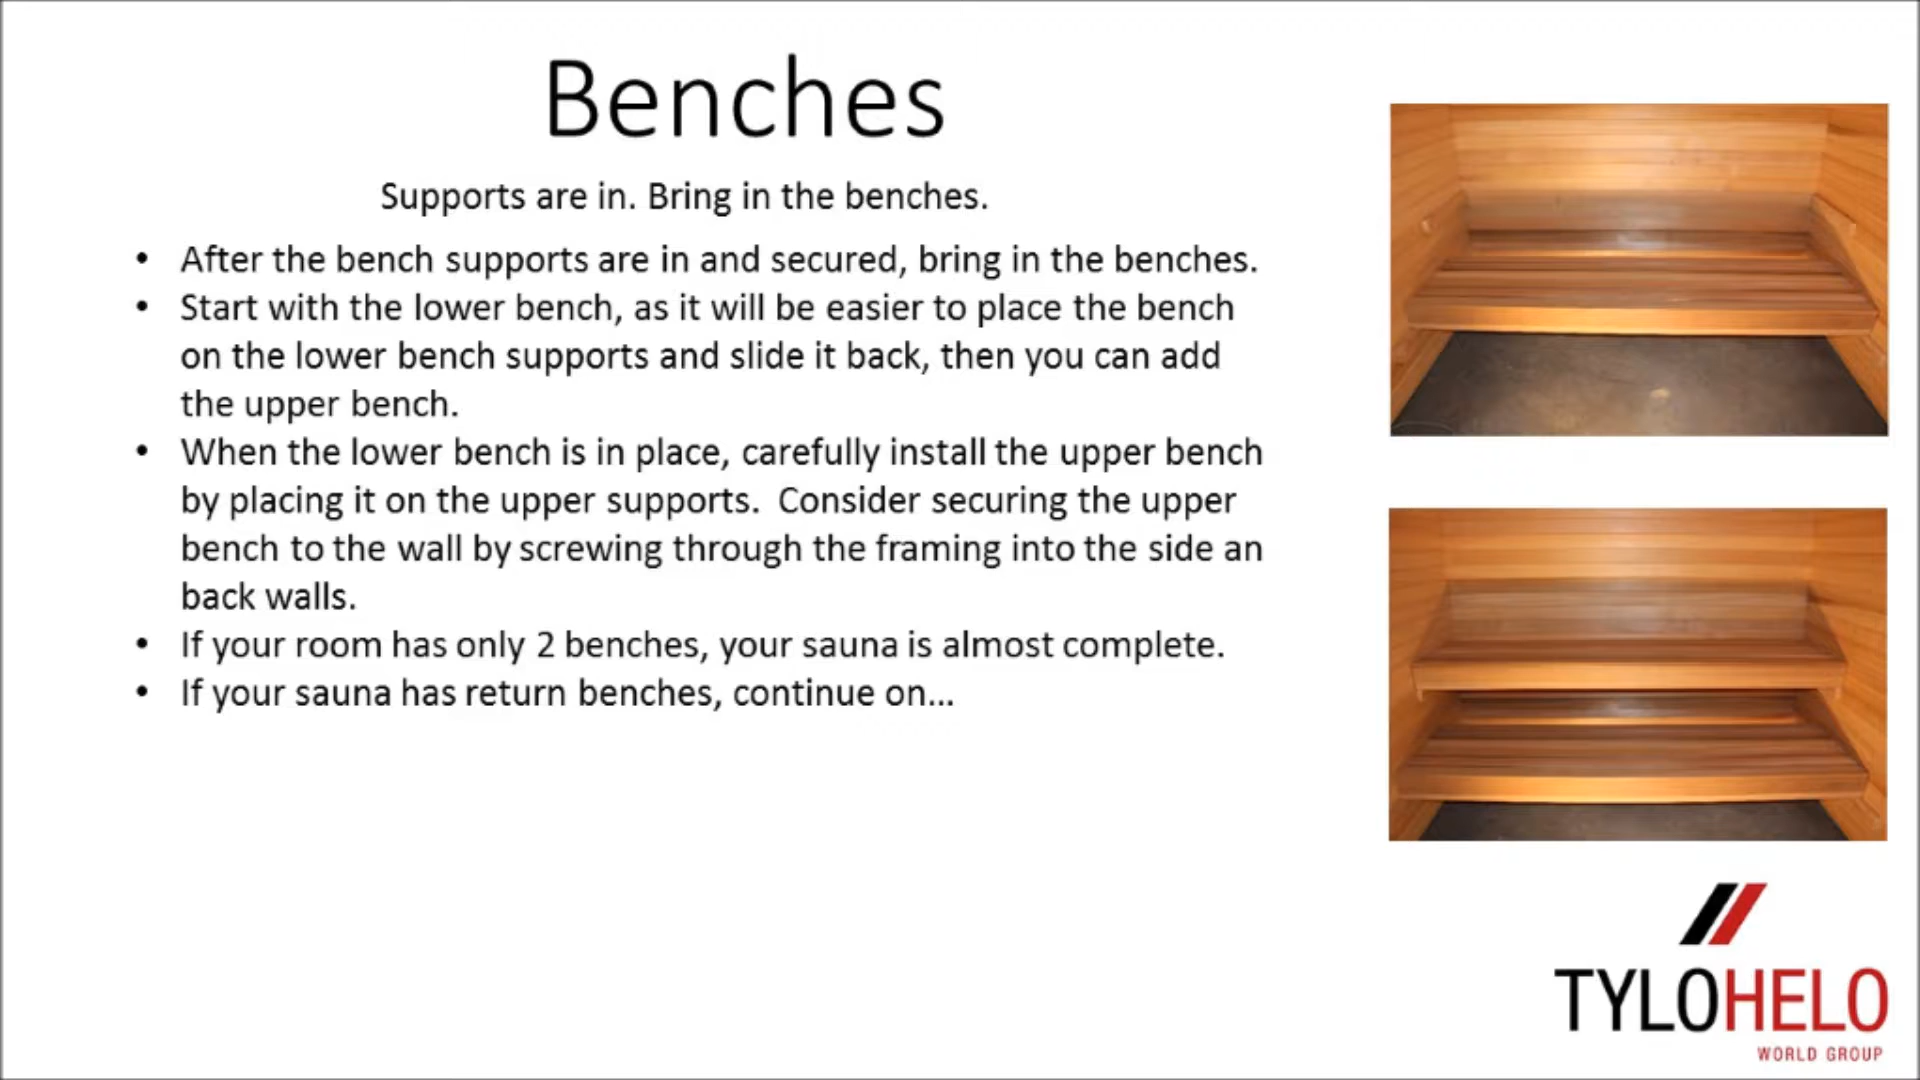 Benches
Supports are in. Bring in the benches.
• After the bench supports are in and secured, bring in the benches.
• Start with the lower bench, as it will be easier to place the bench
on the lower bench supports and slide it back, then you can add
the upper bench.
• When the lower bench is in place, carefully install the upper bench
by placing it on the upper supports.  Consider securing the upper
bench to the wall by screwing through the framing into the side an
back walls.
• If your room has only 2 benches, your sauna is almost complete.
• If your sauna has return benches, continue on...
TYLOHELO
WORLD GROUP